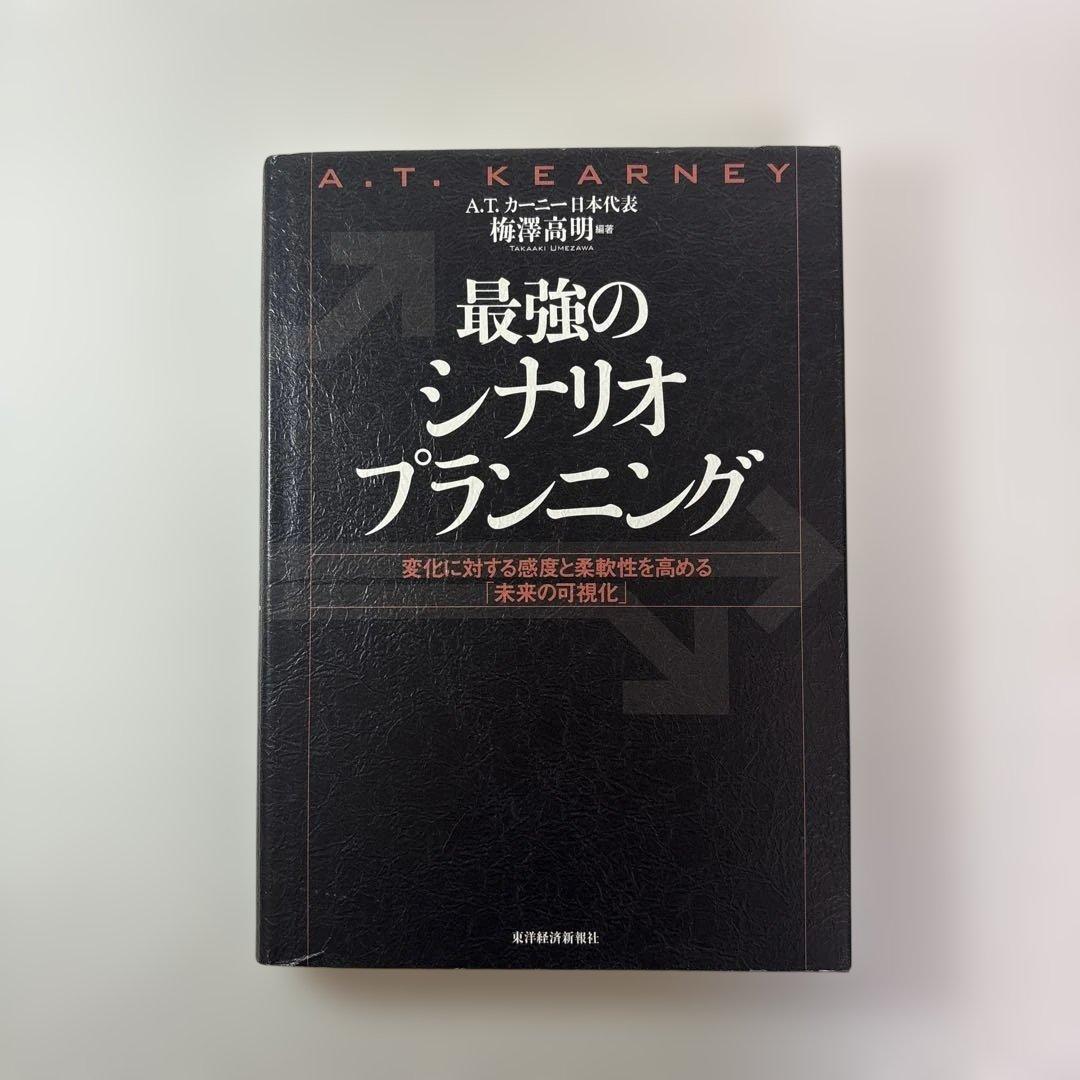 A.T. KEARNEY
A.T. カーニー日本代表
梅澤高明編著
TAKAAKI UMEZAWA
最強の
シナリオ
プランニング
変化に対する感度と柔軟性を高める
「未来の可視化」
東洋経済新報社